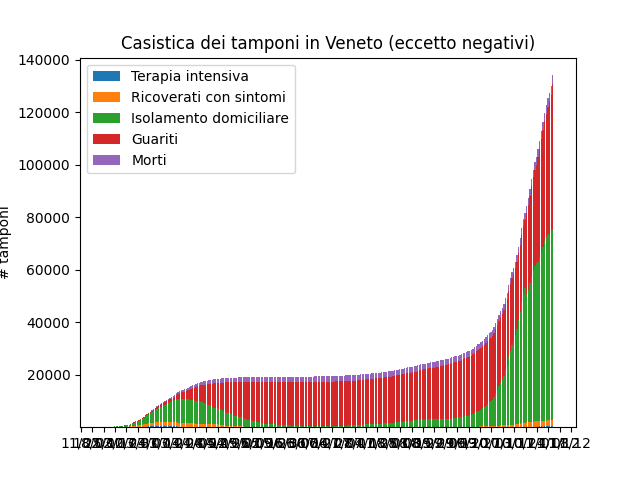 Casistica dei tamponi in Veneto (eccetto negativi)
Terapia intensiva
Ricoverati con sintomi
Isolamento domiciliare
Guariti
Morti
140000
120000
100000
80000
60000
40000
20000
# tamponi